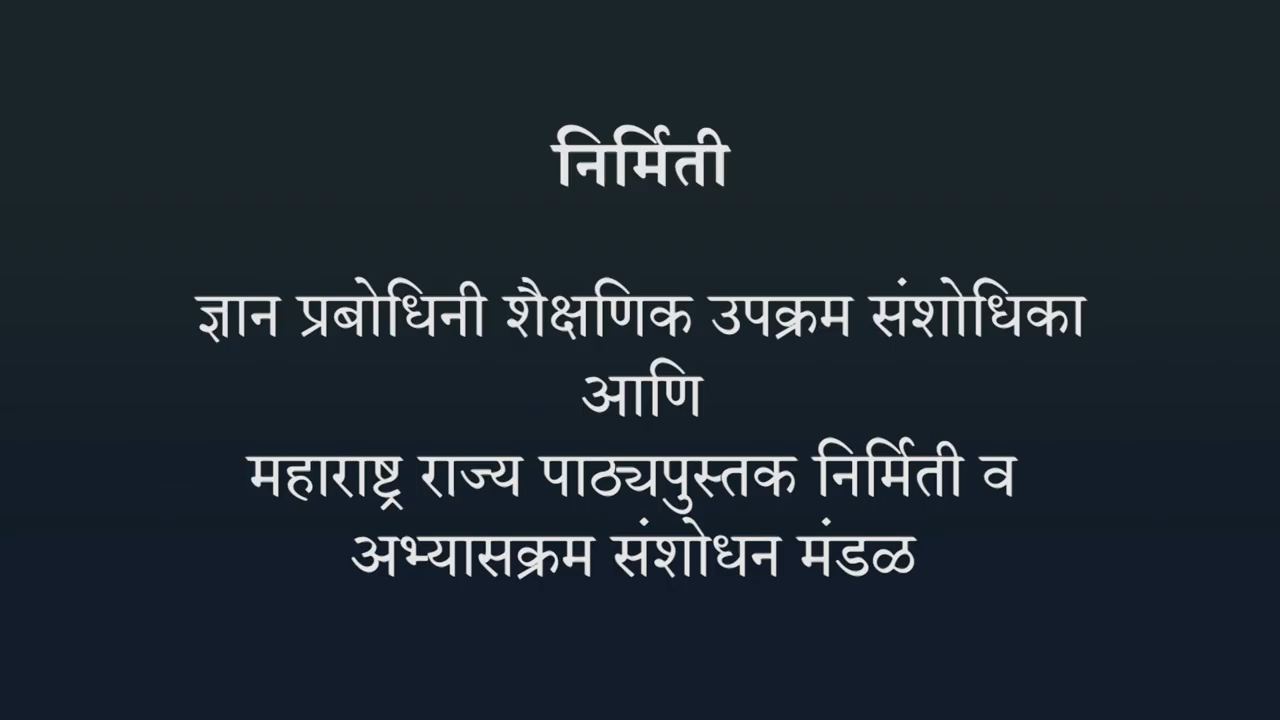 निर्मिती
ज्ञान प्रबोधिनी शैक्षणिक उपक्रम संशोधिका
आणि
महाराष्ट्र राज्य पाठ्यपुस्तक निर्मिती व
अभ्यासक्रम संशोधन मंडळ